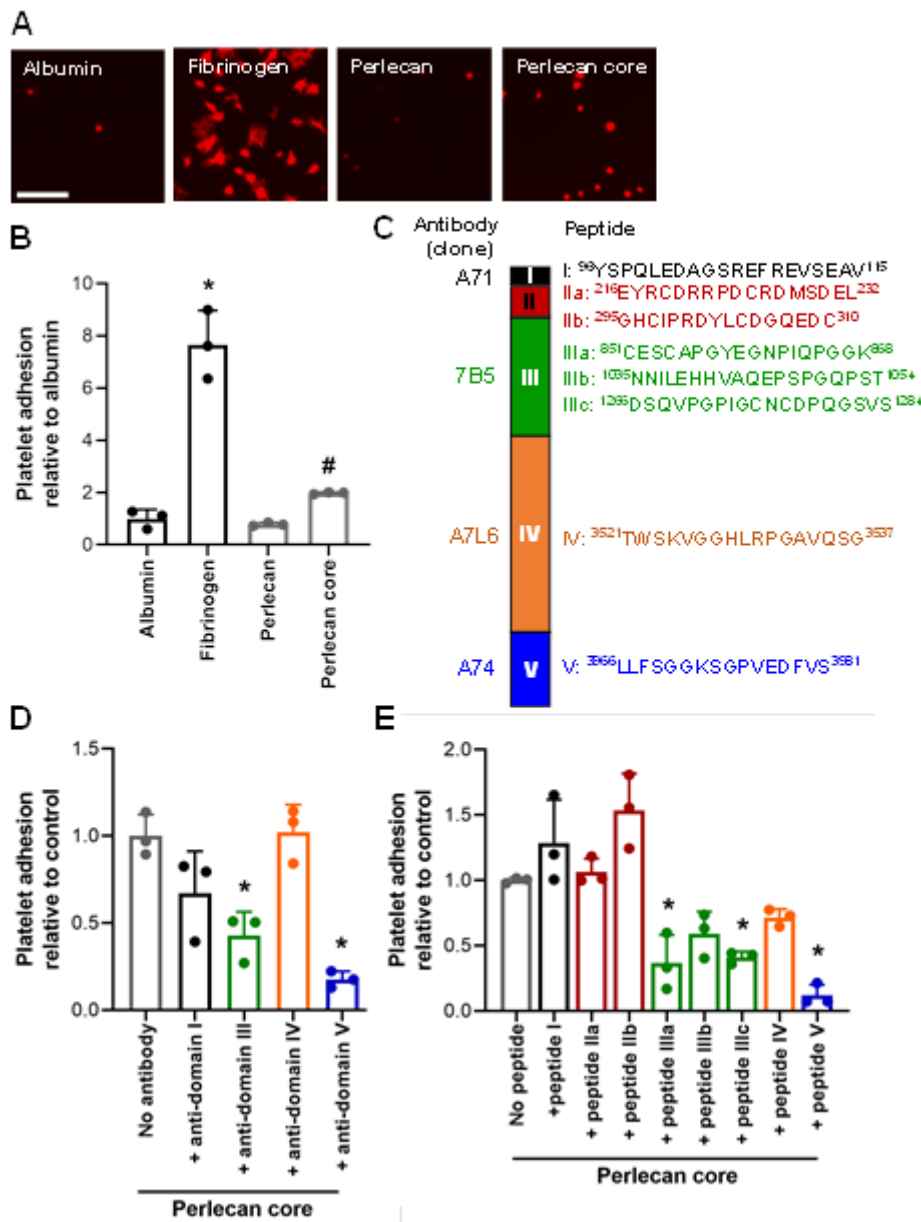 A
Albumin
Fibrinogen
Perlecan
Perlecan core
B
Platelet adhesion
relative to albumin
10
8
6
4
2
0
*
#
Albumin
Fibrinogen
Perlecan
Perlecan core
C
Antibody
(clone)
Peptide
A71
I
I: ⁹⁸YSPQLEDAGSREFREVSEAV¹¹⁵
II
IIa: ²¹⁶EYRCDRRPDCRDMSDEL²³²
IIb: ²⁹⁵GHCIPRDYLCDGQEDC³¹⁰
7B5
III
IIIa: ⁸⁵¹CESCAPGYEGNPIQPGGK⁸⁶⁸
IIIb: ¹⁰³⁵NNILEHHVAQEPSPGQPST¹⁰⁵⁴
IIIc: ¹²⁶⁵DSQVPGPIGCNCDPQGSVS¹²⁸⁴
A7L6
IV
IV: ³⁵²¹TWSKVGGHLRPGAVQSG³⁵³⁷
A74
V
V: ³⁹⁶⁶LLFSGGKSGPVEDFVS³⁹⁸¹
D
Platelet adhesion
relative to control
1.5
1.0
0.5
0.0
*
*
No antibody
+ anti-domain I
+ anti-domain III
+ anti-domain IV
+ anti-domain V
Perlecan core
E
Platelet adhesion
relative to control
2.0
1.5
1.0
0.5
0.0
*
*
*
No peptide
+peptide I
+ peptide IIa
+ peptide IIb
+ peptide IIIa
+ peptide IIIb
+ peptide IIIc
+ peptide IV
+ peptide V
Perlecan core